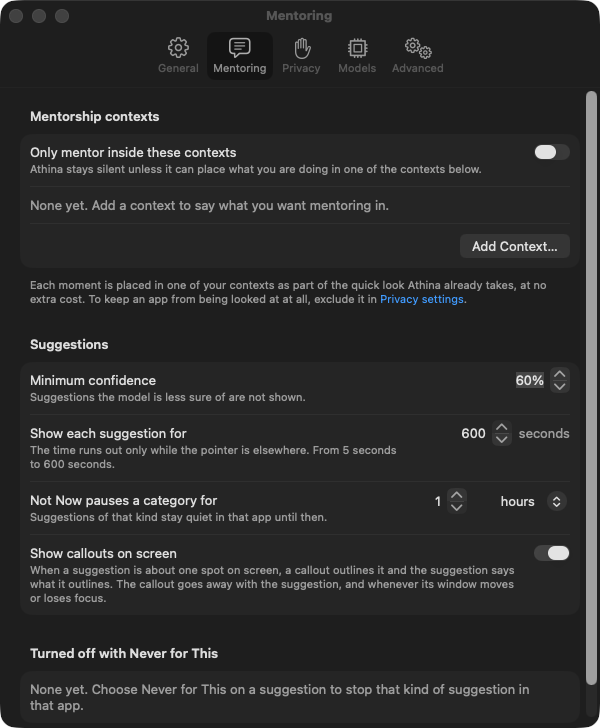 Mentoring
General
Mentoring
Privacy
Models
Advanced
Mentorship contexts
Only mentor inside these contexts
Athina stays silent unless it can place what you are doing in one of the contexts below.
None yet. Add a context to say what you want mentoring in.
Add Context...
Each moment is placed in one of your contexts as part of the quick look Athina already takes, at no
extra cost. To keep an app from being looked at at all, exclude it in Privacy settings.
Suggestions
Minimum confidence
60%
Suggestions the model is less sure of are not shown.
Show each suggestion for
600 seconds
The time runs out only while the pointer is elsewhere. From 5 seconds
to 600 seconds.
Not Now pauses a category for
1 hours
Suggestions of that kind stay quiet in that app until then.
Show callouts on screen
When a suggestion is about one spot on screen, a callout outlines it and the suggestion says
what it outlines. The callout goes away with the suggestion, and whenever its window moves
or loses focus.
Turned off with Never for This
None yet. Choose Never for This on a suggestion to stop that kind of suggestion in
that app.